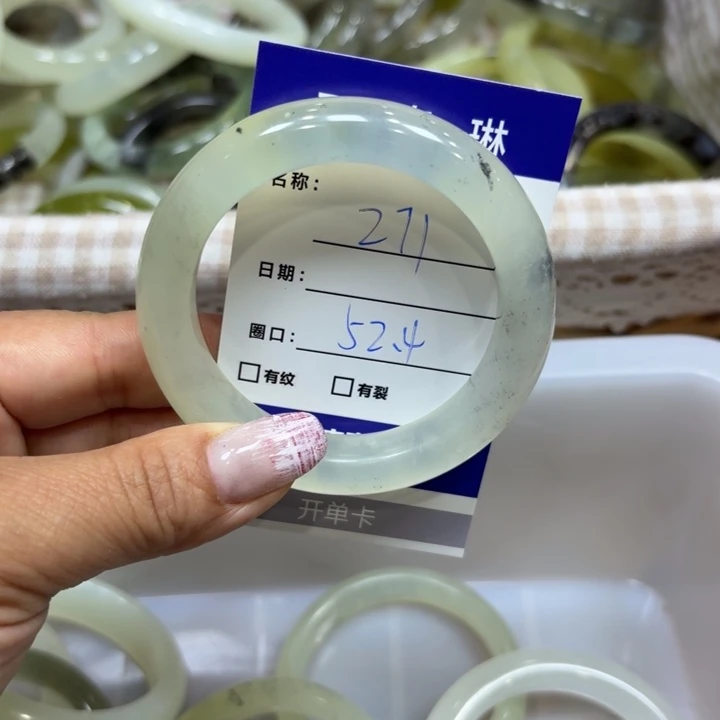 琳
名称: 271
日期:
圈口: 52.4
□有纹 □有裂
开单卡